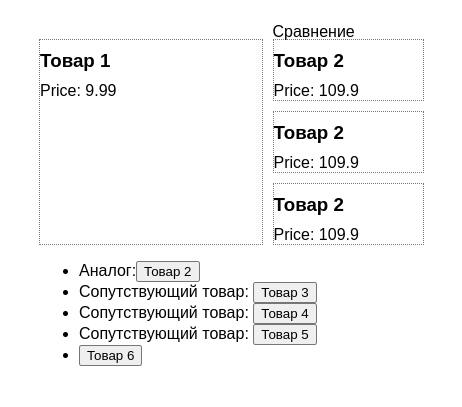 Сравнение
Товар 1
Price: 9.99
Товар 2
Price: 109.9
Товар 2
Price: 109.9
Товар 2
Price: 109.9
Аналог: Товар 2
Сопутствующий товар: Товар 3
Сопутствующий товар: Товар 4
Сопутствующий товар: Товар 5
Товар 6